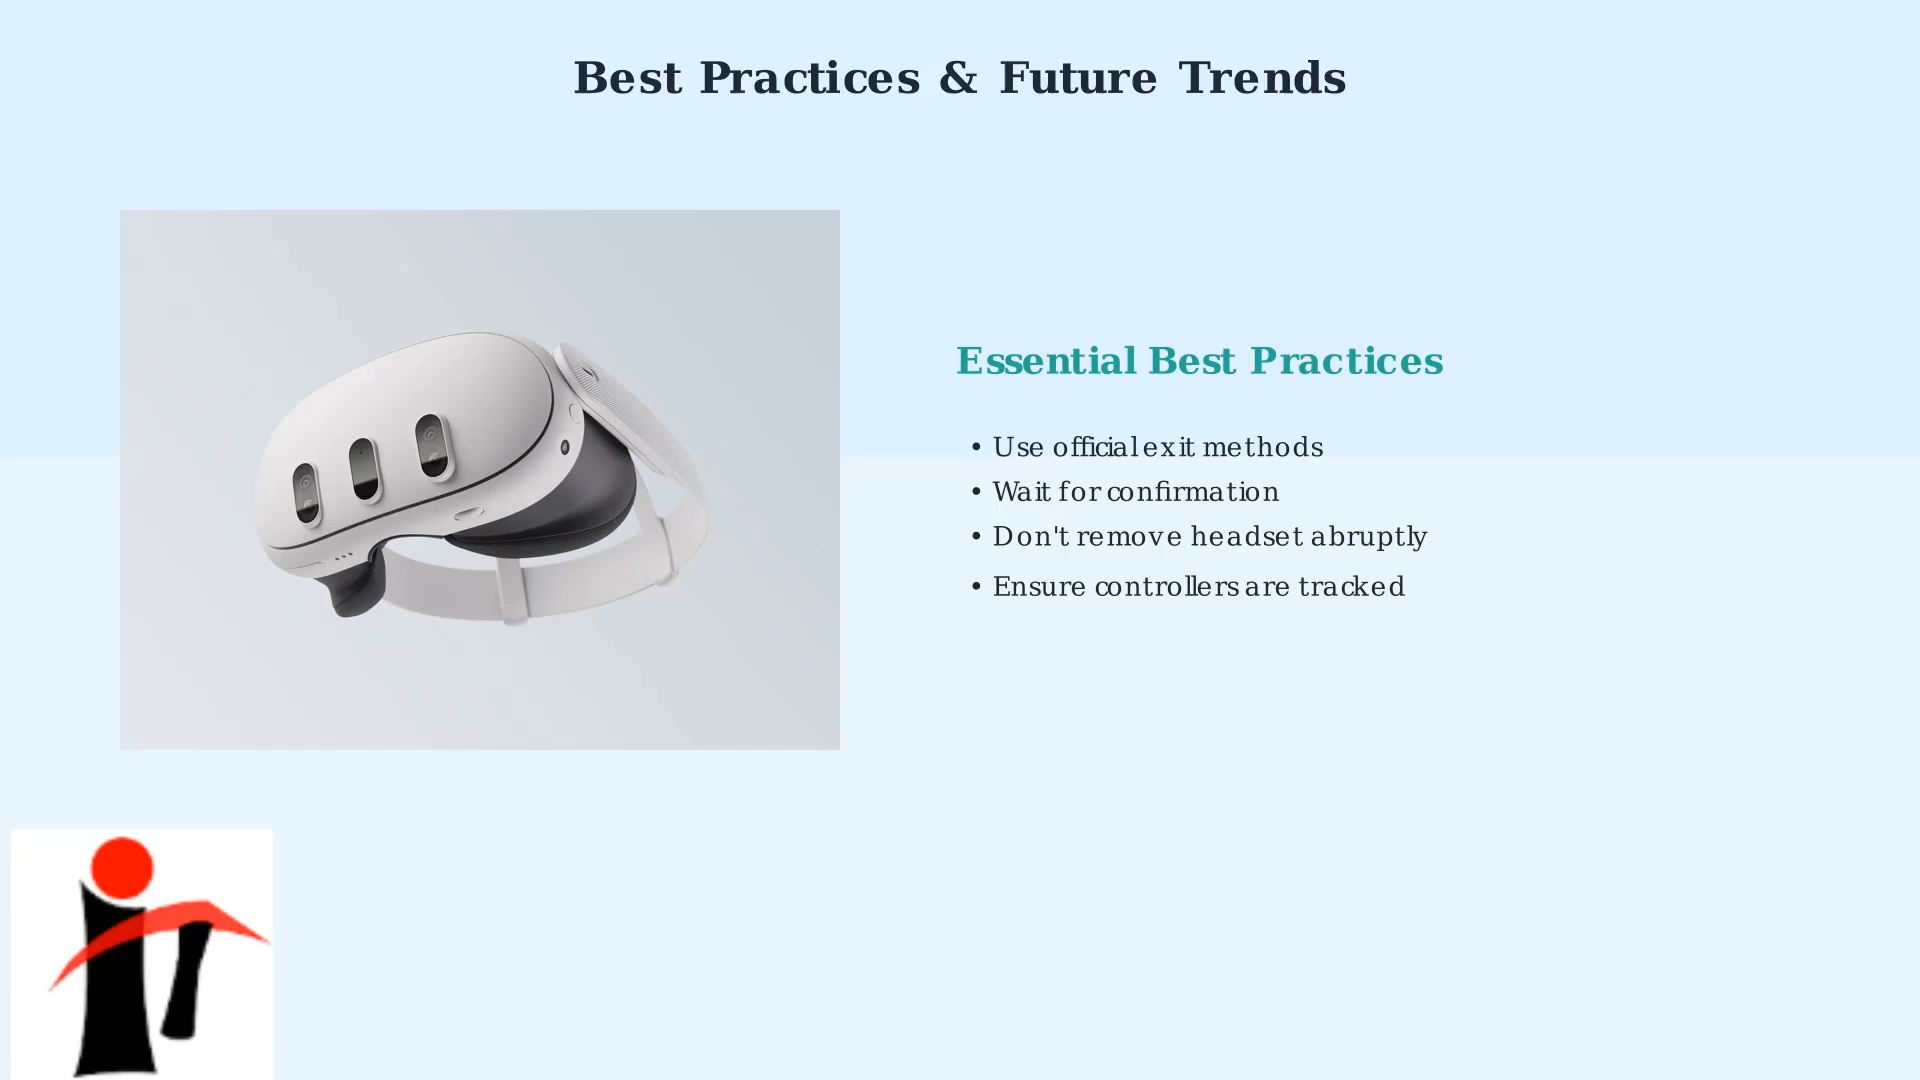 Best Practices & Future Trends
Essential Best Practices
• Use official exit methods
• Wait for confirmation
• Don't remove headset abruptly
• Ensure controllers are tracked